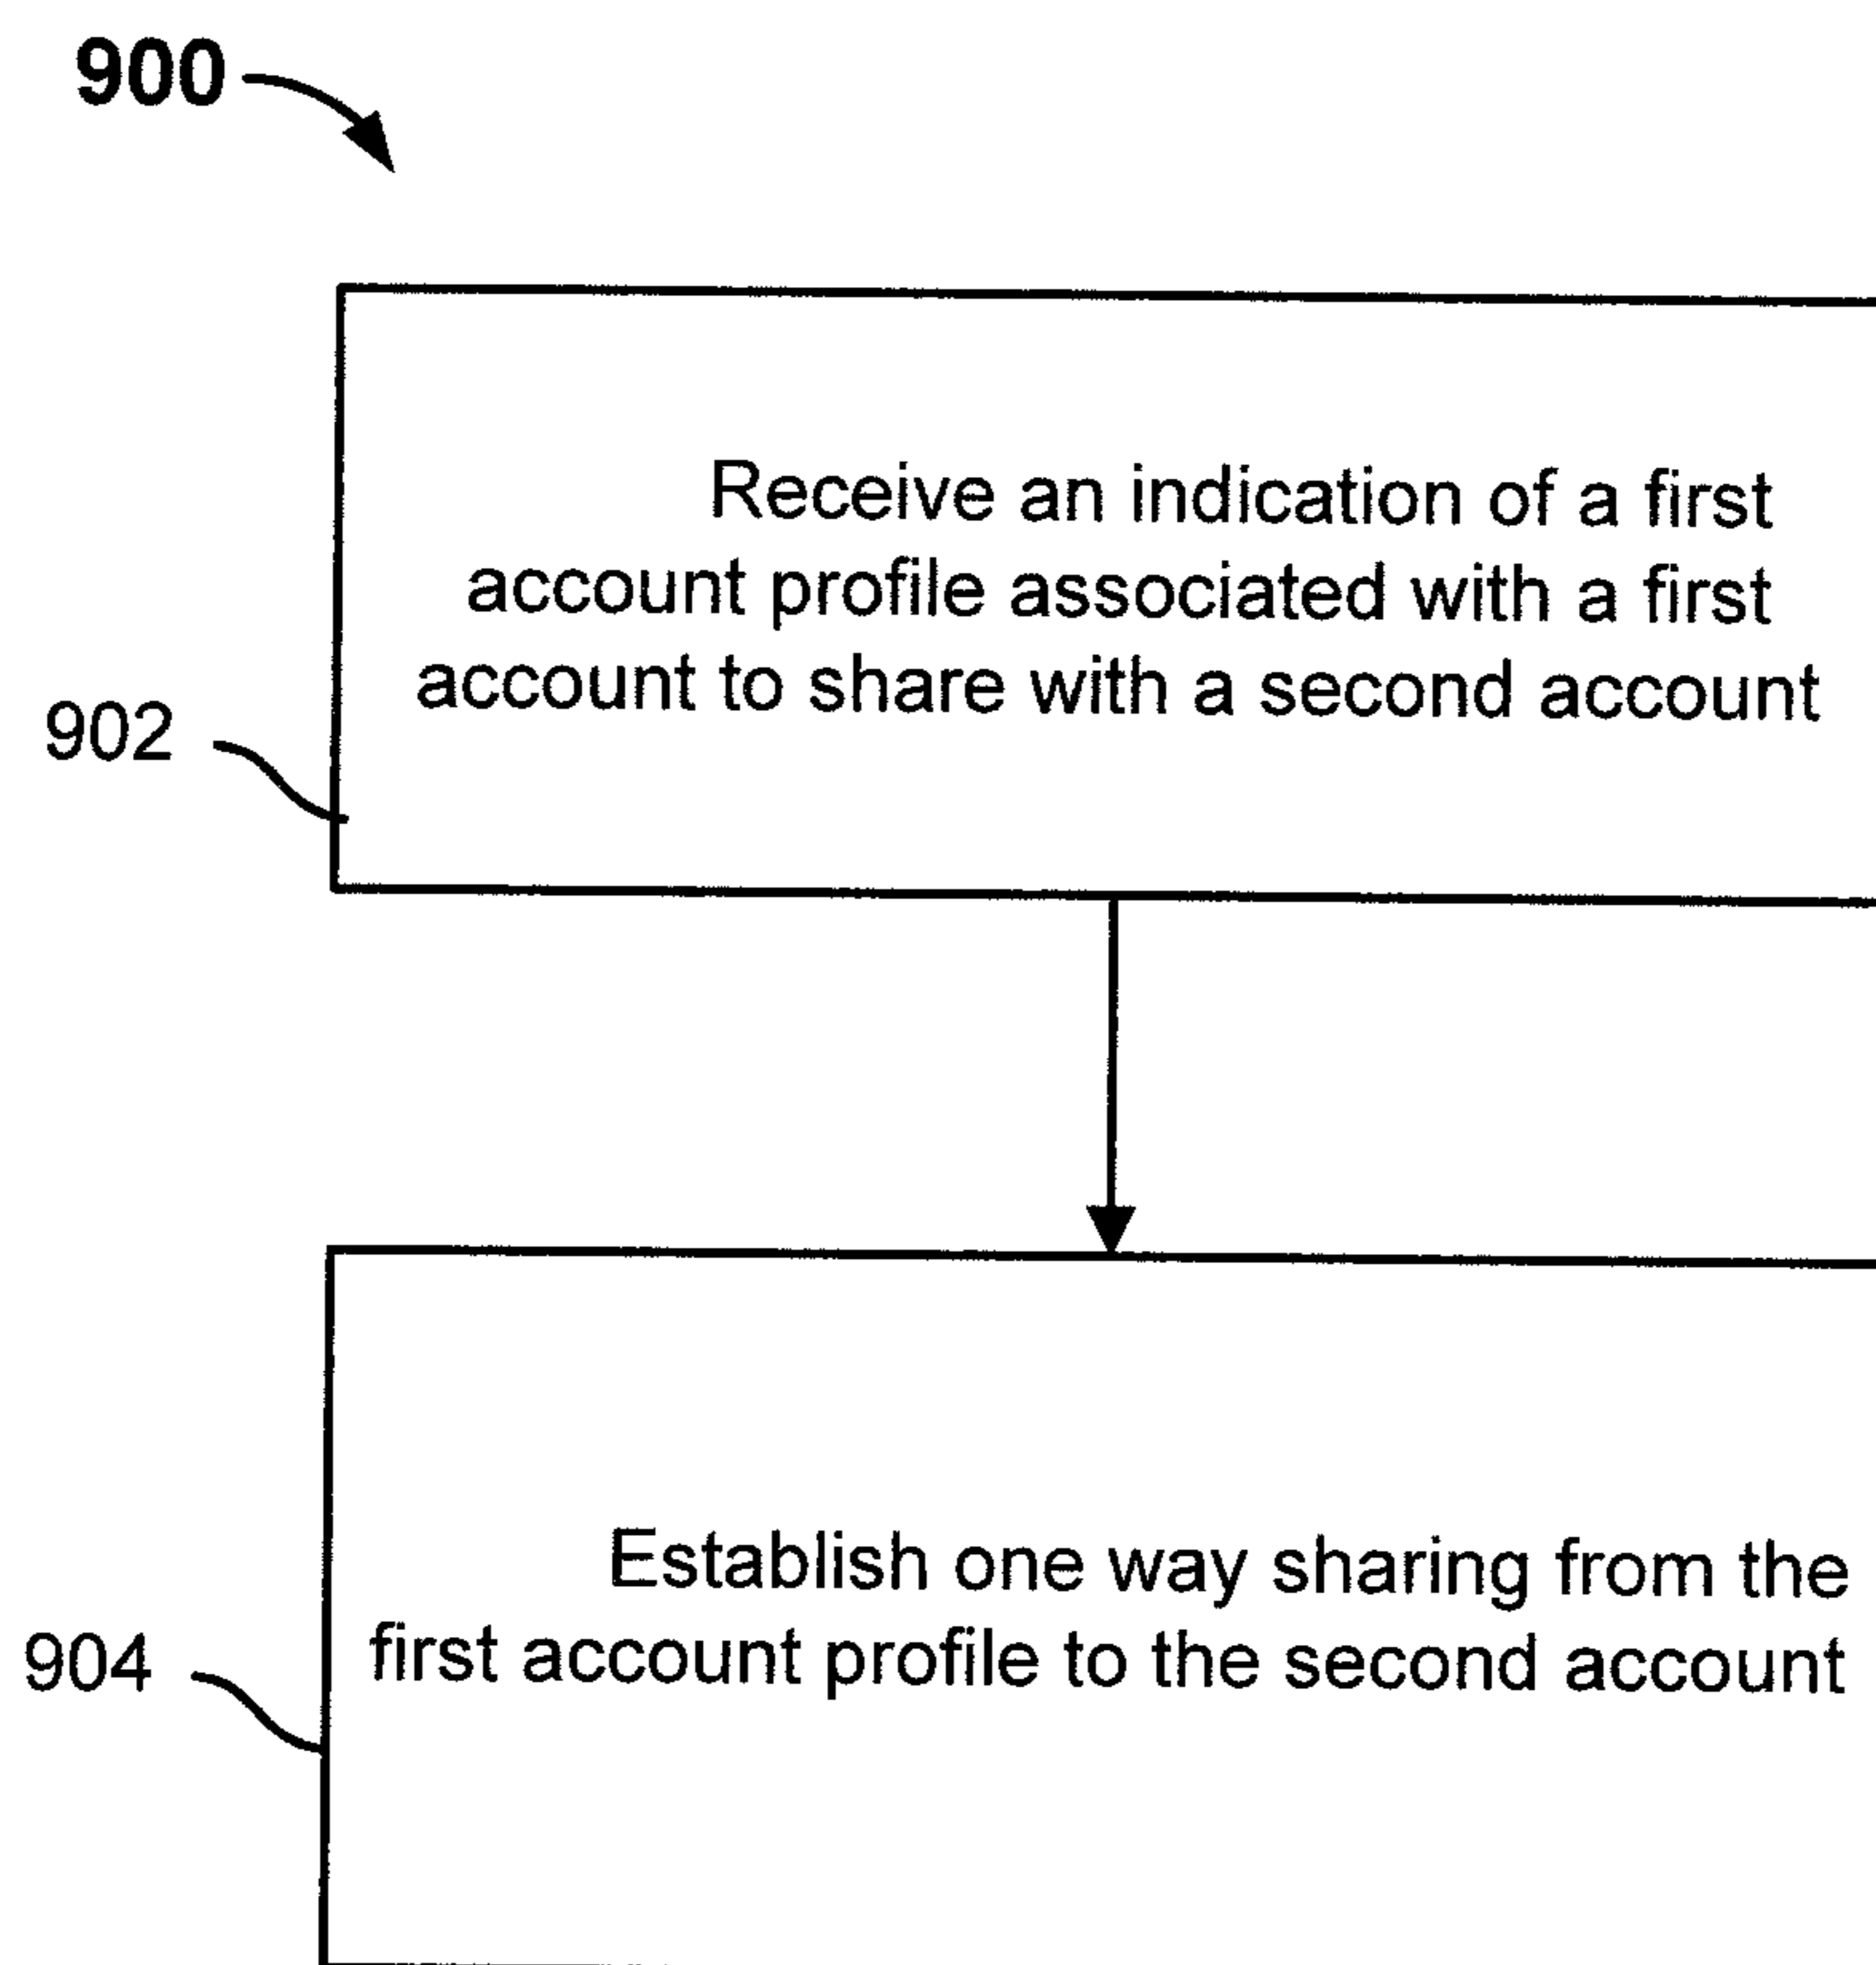 900
Receive an indication of a first
account profile associated with a first
account to share with a second account
902
Establish one way sharing from the
first account profile to the second account
904